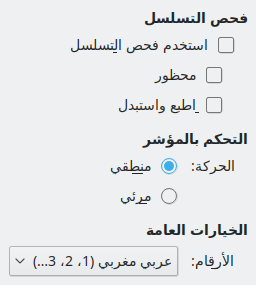 فحص التسلسل
استخدم فحص التسلسل
محظور
اطبع واستبدل
التحكم بالمؤشر
الحركة: منطقي
مرئي
الخيارات العامة
الأرقام: عربي مغربي (1، 2، 3...)